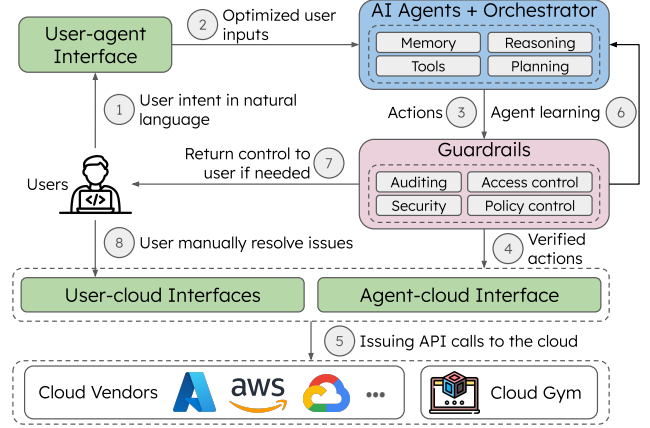 User-agent
Interface
2
Optimized user
inputs
AI Agents + Orchestrator
Memory
Reasoning
Tools
Planning
1
User intent in natural
language
Actions
3
Agent learning
6
Guardrails
Auditing
Access control
Security
Policy control
Return control to
user if needed
7
Users
</>
8
User manually resolve issues
4
Verified
actions
User-cloud Interfaces
Agent-cloud Interface
5
Issuing API calls to the cloud
Cloud Vendors
aws
•••
Cloud Gym